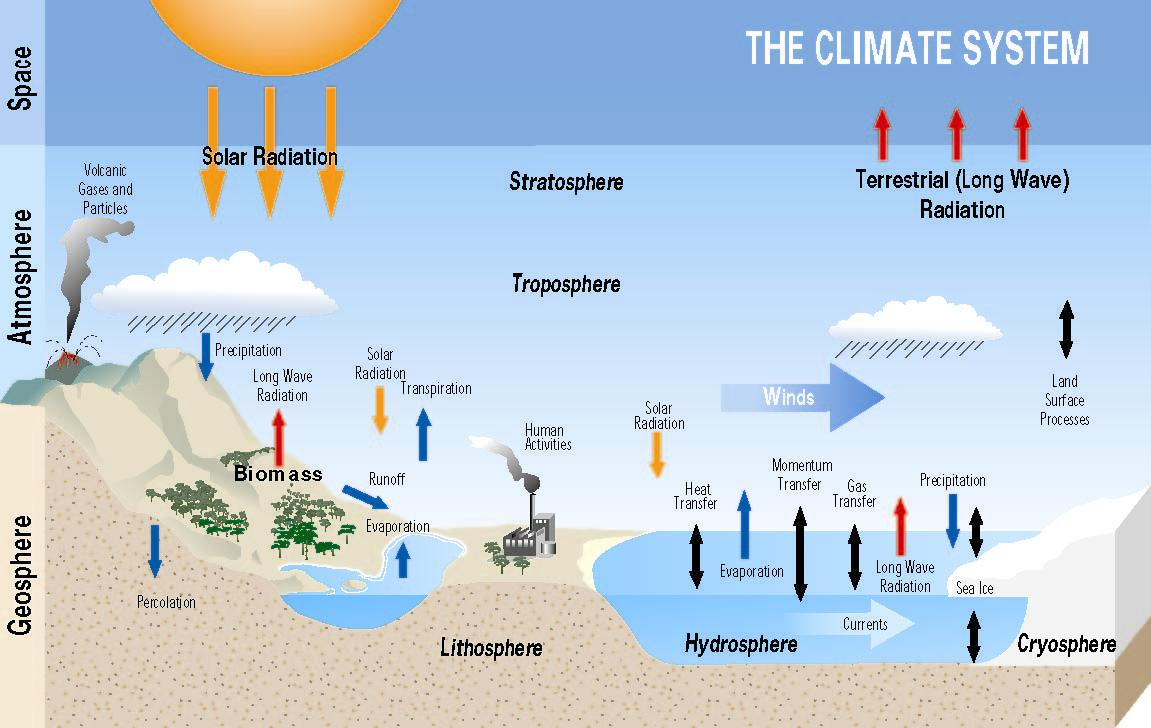 THE CLIMATE SYSTEM
Space
Atmosphere
Geosphere
Solar Radiation
Volcanic
Gases and
Particles
Stratosphere
Terrestrial (Long Wave)
Radiation
Troposphere
Precipitation
Long Wave
Radiation
Solar
Radiation
Transpiration
Biomass
Runoff
Evaporation
Percolation
Human
Activities
Lithosphere
Solar
Radiation
Winds
Land
Surface
Processes
Heat
Transfer
Evaporation
Momentum
Transfer
Gas
Transfer
Long Wave
Radiation
Precipitation
Sea Ice
Currents
Hydrosphere
Cryosphere